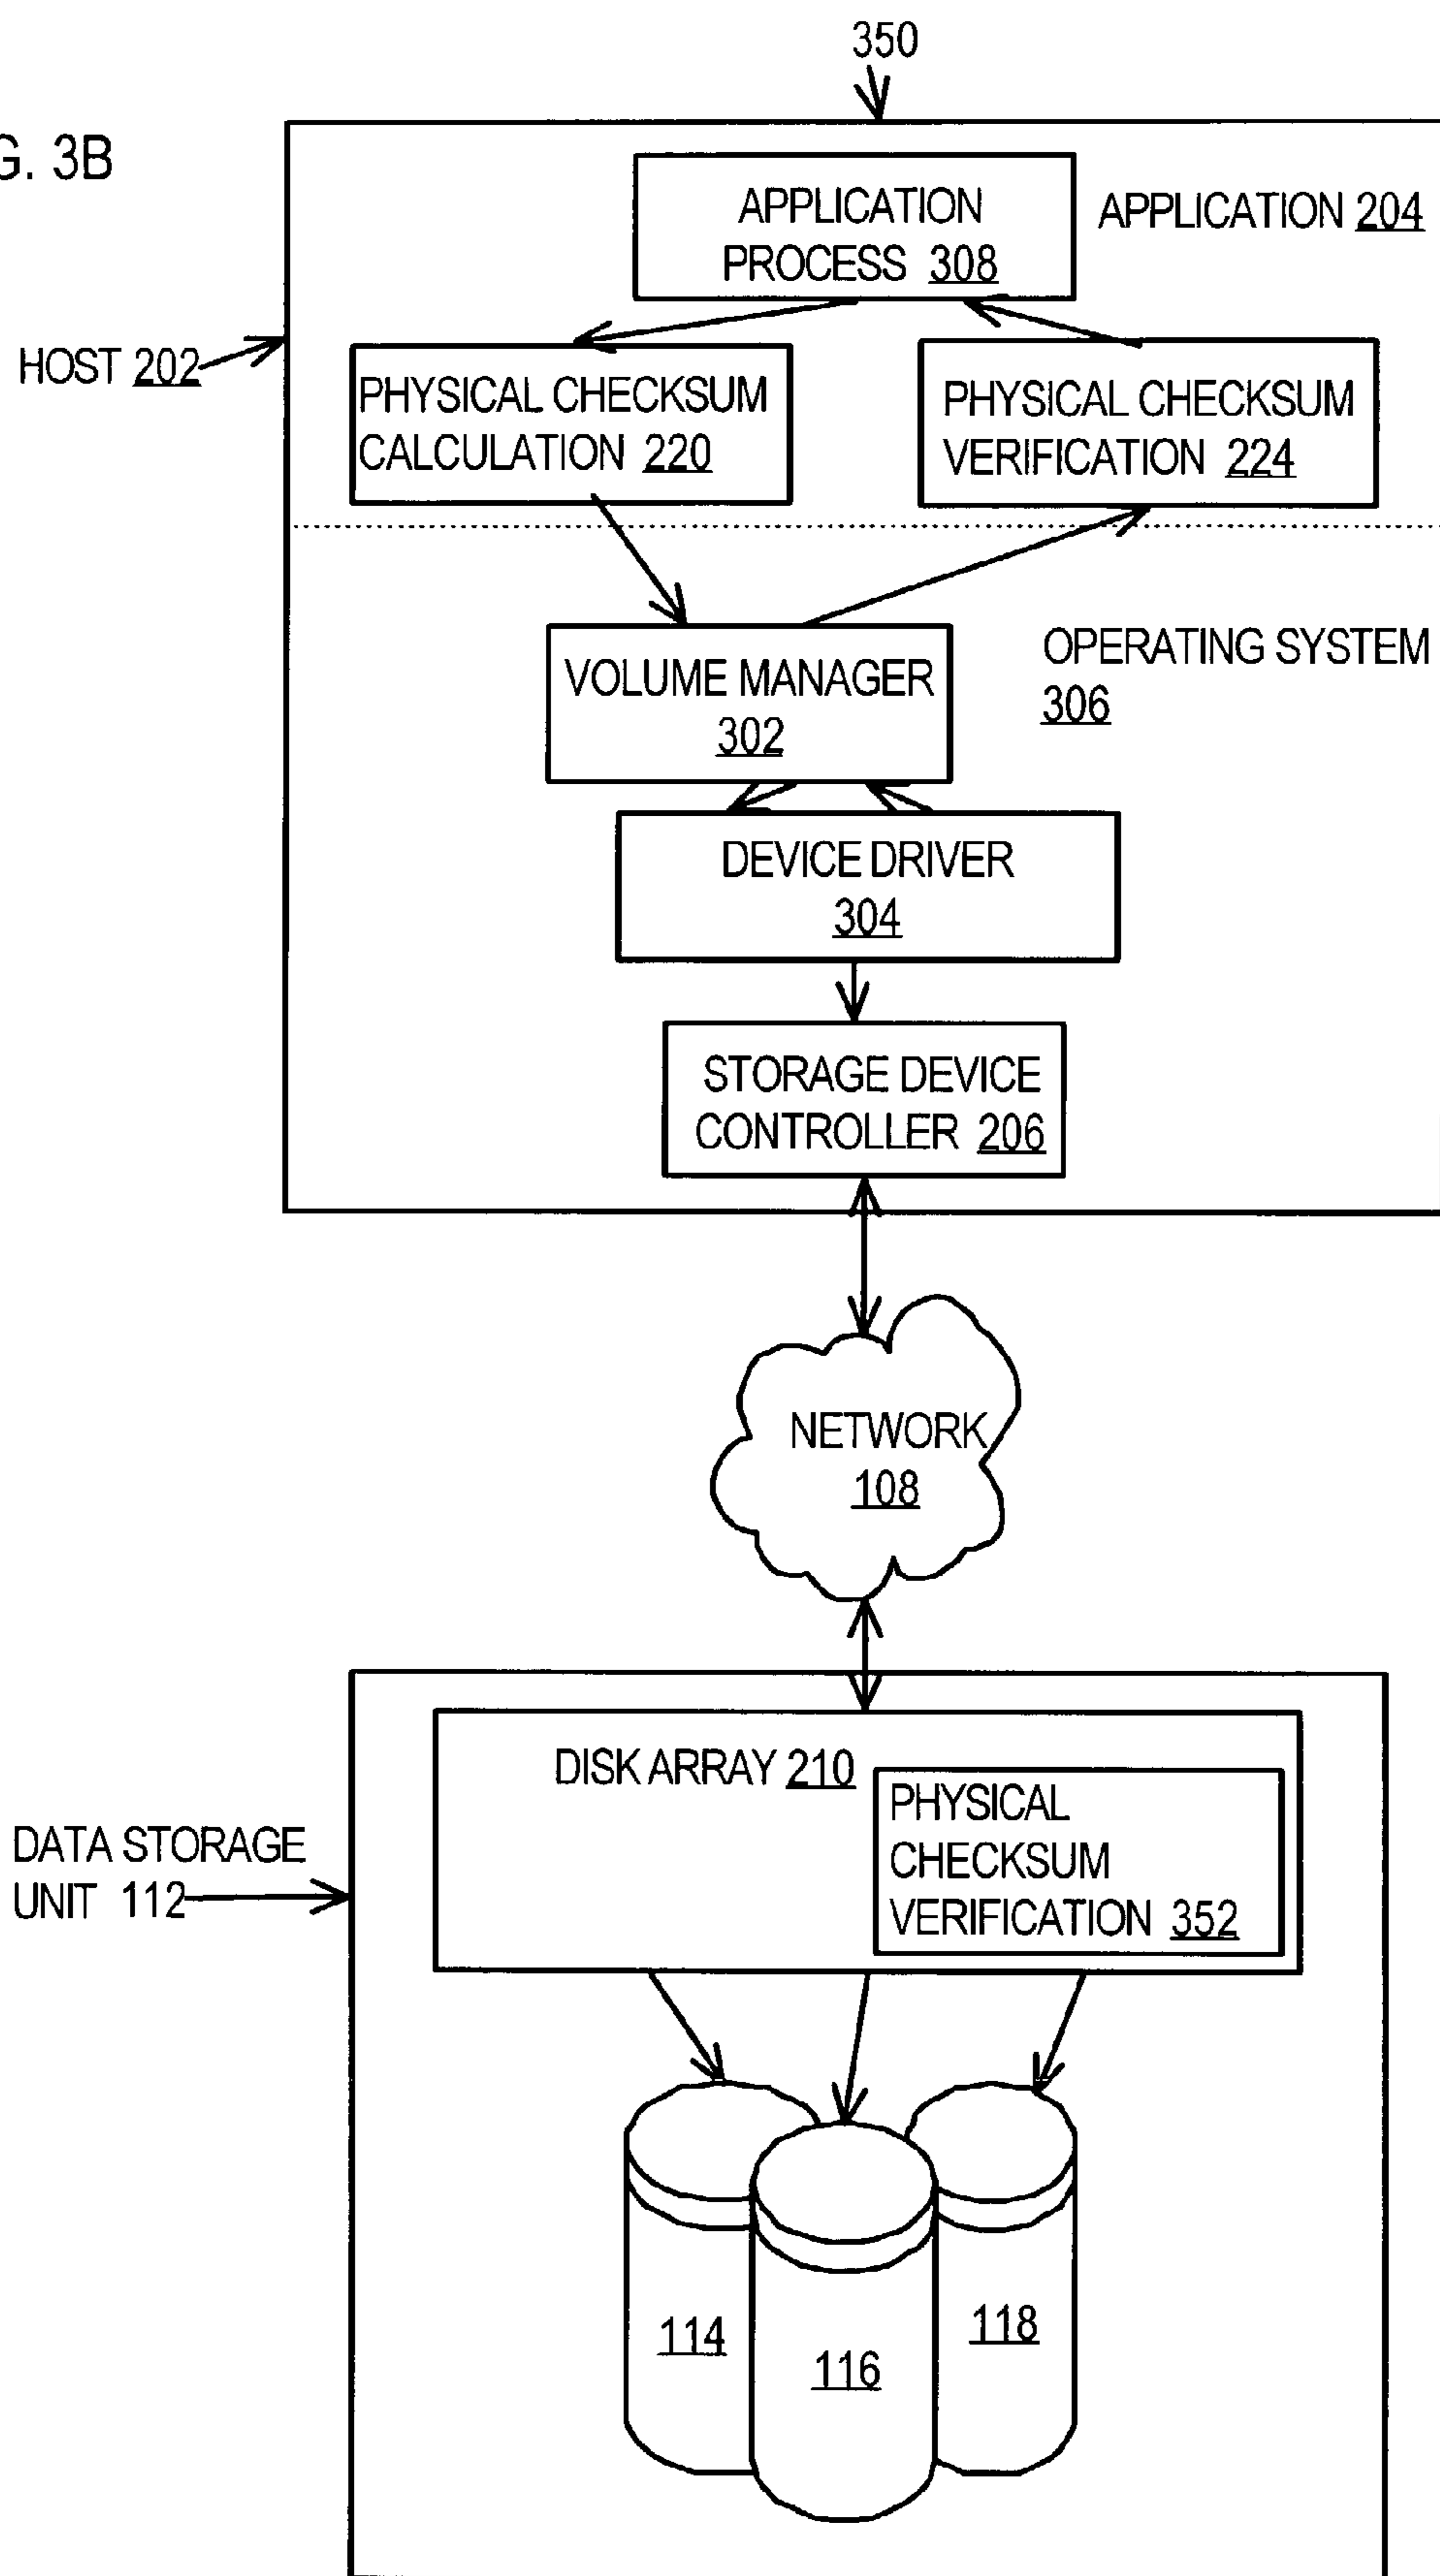 350
G. 3B
APPLICATION
PROCESS 308
APPLICATION 204
HOST 202
PHYSICAL CHECKSUM
CALCULATION 220
PHYSICAL CHECKSUM
VERIFICATION 224
VOLUME MANAGER
302
OPERATING SYSTEM
306
DEVICE DRIVER
304
STORAGE DEVICE
CONTROLLER 206
NETWORK
108
DISK ARRAY 210
PHYSICAL
CHECKSUM
VERIFICATION 352
DATA STORAGE
UNIT 112
114
116
118